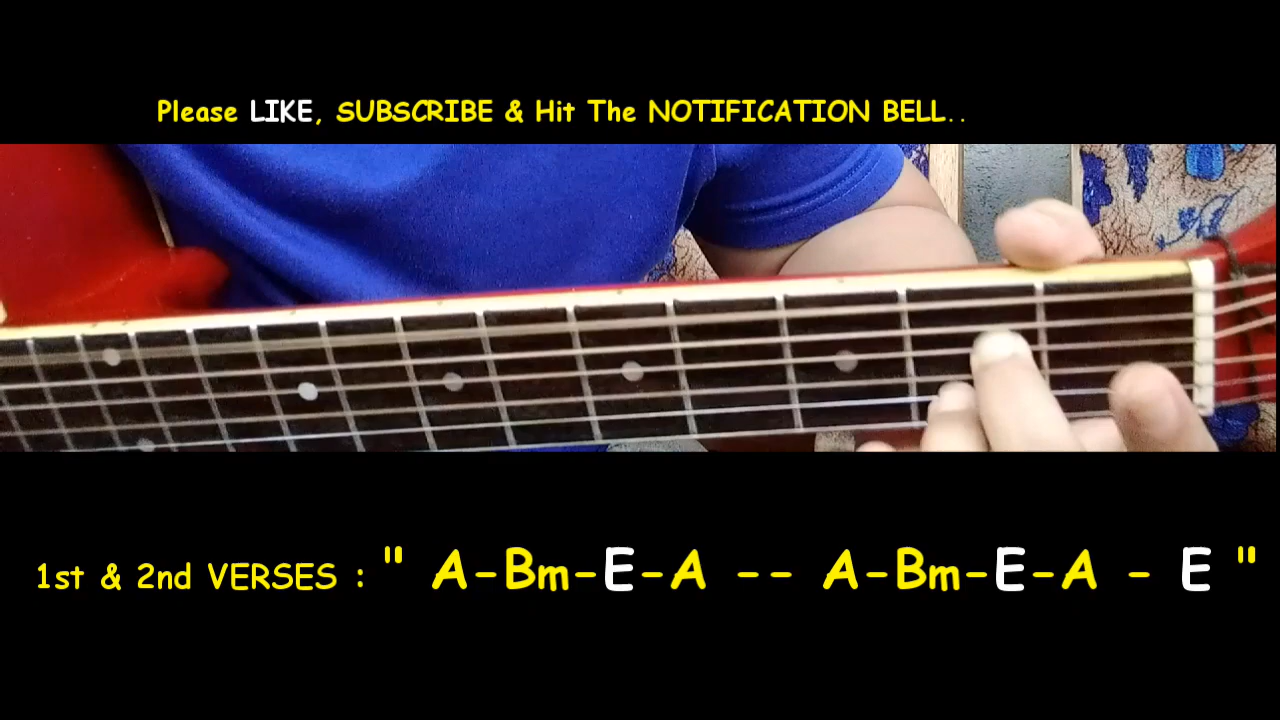 Please LIKE, SUBSCRIBE & Hit The NOTIFICATION BELL..
1st & 2nd VERSES : " A-Bm-E-A -- A-Bm-E-A - E "